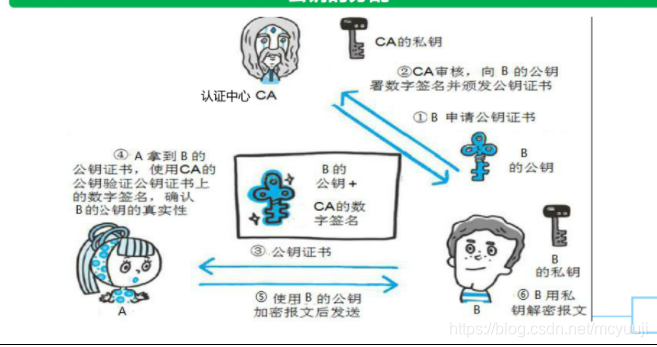 CA的私钥
②CA审核，向 B 的公钥
署数字签名并颁发公钥证书
认证中心 CA
①B 申请公钥证书
④ A 拿到 B 的
公钥证书，使用CA的
公钥验证公钥证书上
的数字签名，确认
B的公钥的真实性
B
的公钥
B 的
公钥+
CA的数
字签名
③ 公钥证书
B
的私钥
⑤ 使用 B 的公钥
加密报文后发送
⑥ B 用私
钥解密报文
A
B
https://blog.csdn.net/mcyuuji